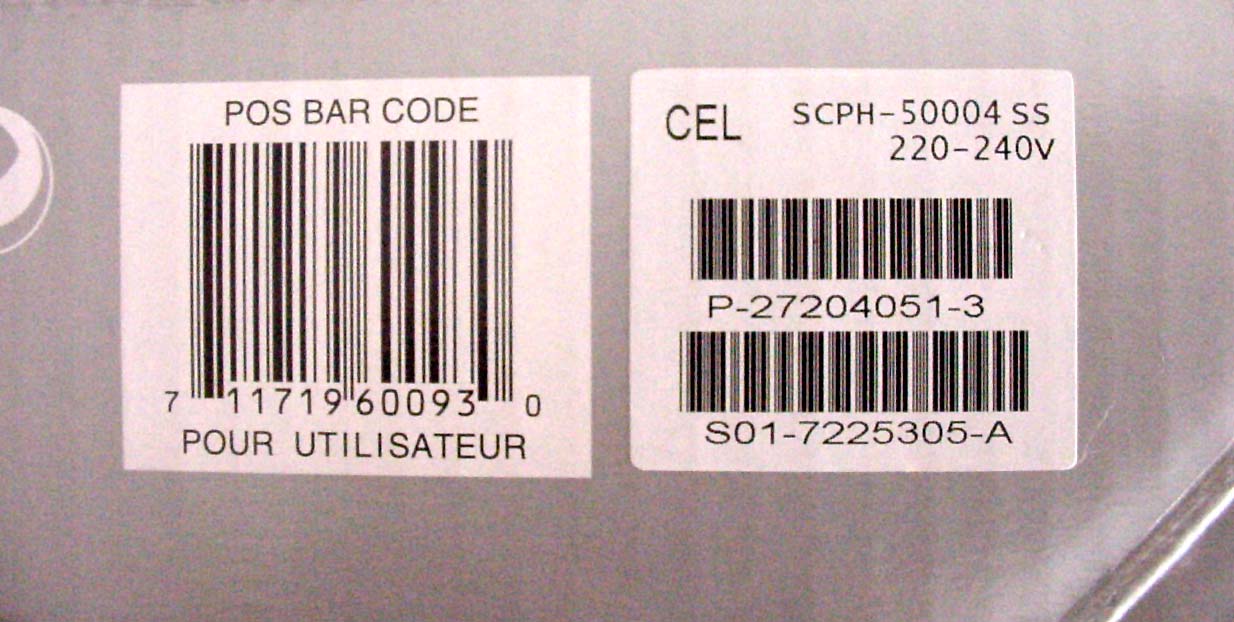 POS BAR CODE
7 11719 60093 0
POUR UTILISATEUR
CEL SCPH-50004 SS
220-240V
P-27204051-3
S01-7225305-A